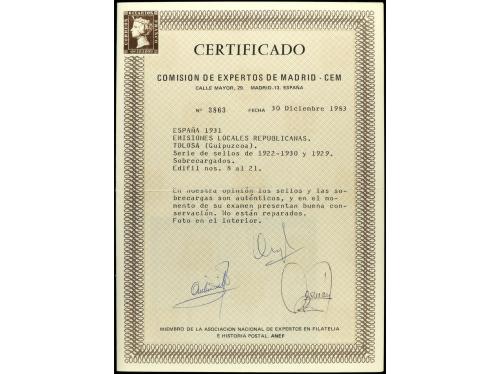 CERTIFICADO
COMISION DE EXPERTOS DE MADRID - CEM
CALLE MAYOR, 29. MADRID-13. ESPAÑA
Nº 3863 FECHA 30 Diciembre 1983
ESPAÑA 1931
EMISIONES LOCALES REPUBLICANAS.
TOLOSA (Guipuzcoa).
Serie de sellos de 1922-1930 y 1929.
Sobrecargados.
Edifil nos. 8 al 21.
En nuestra opinión los sellos y las so-
brecargas son auténticos, y en el mo-
mento de su examen presentan buena con-
servación. No están reparados.
Foto en el interior.
MIEMBRO DE LA ASOCIACION NACIONAL DE EXPERTOS EN FILATELIA
E HISTORIA POSTAL. ANEF